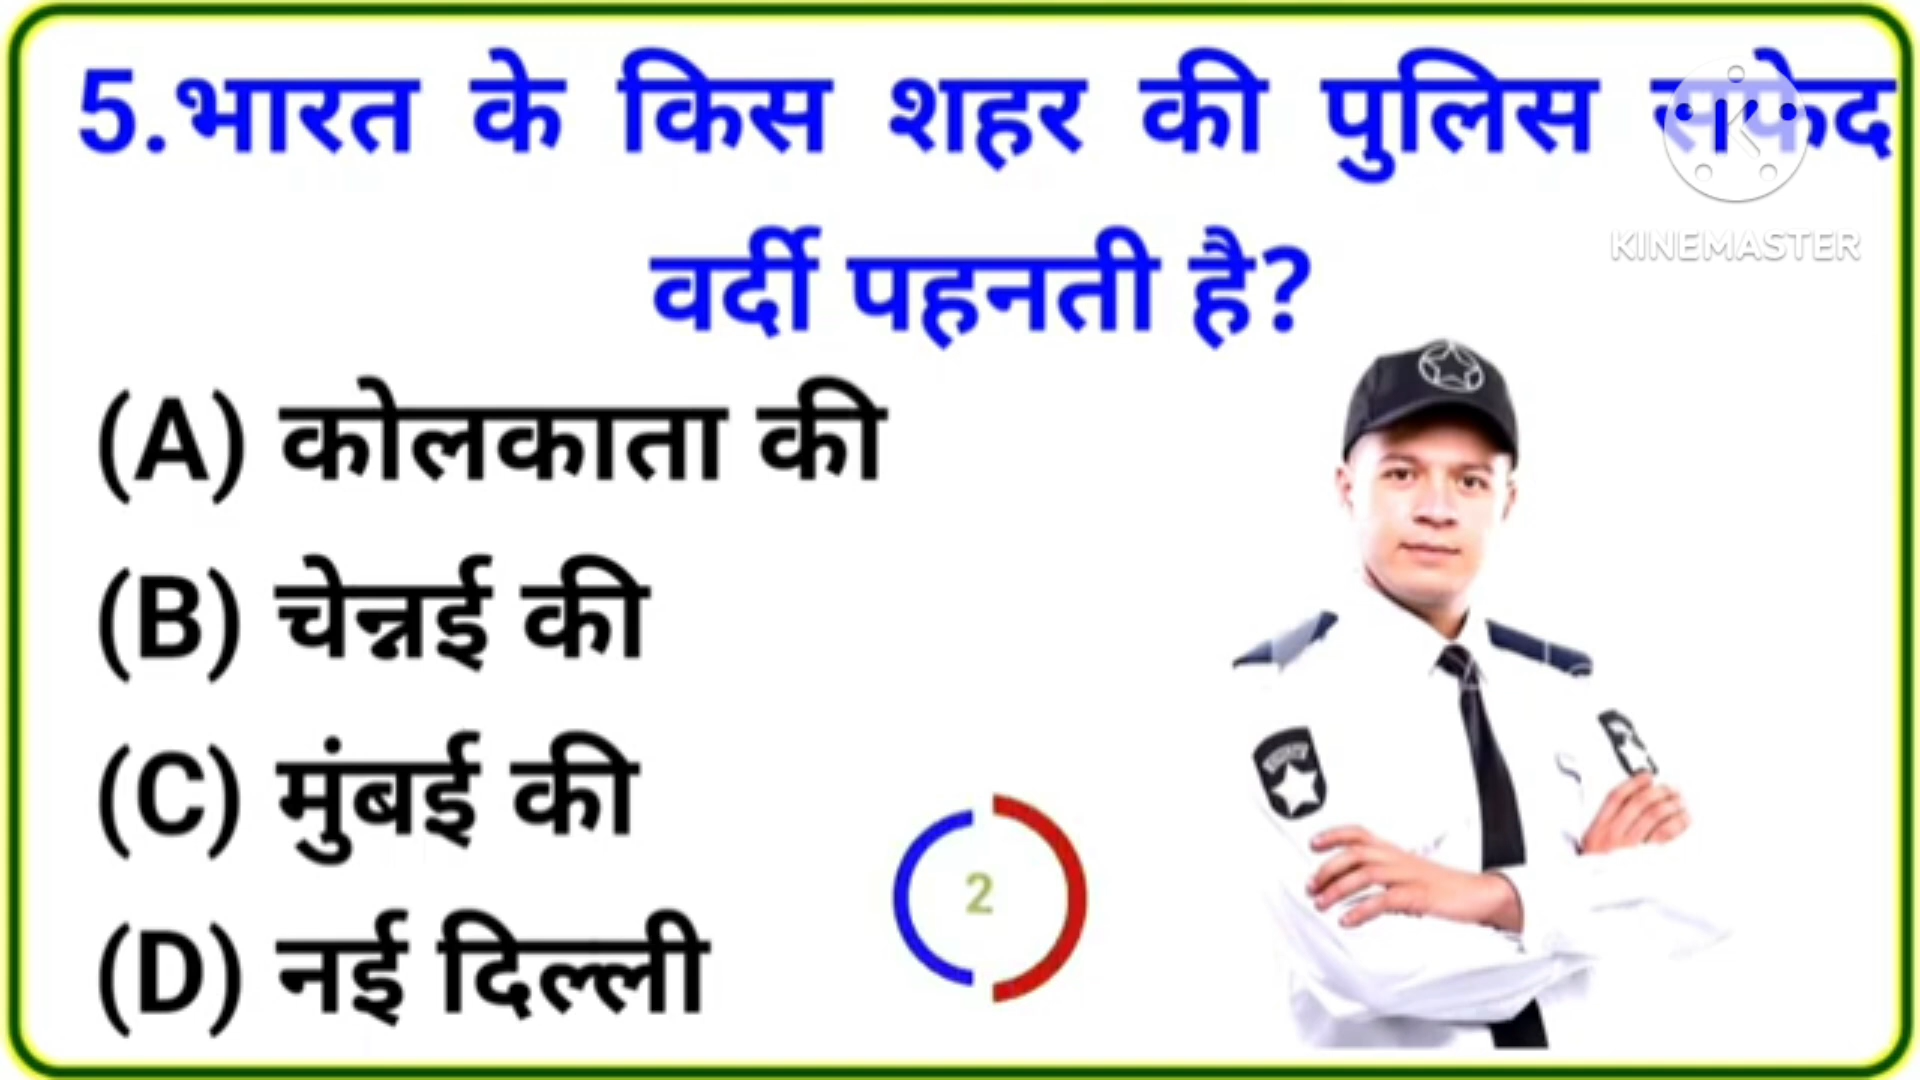 5.भारत के किस शहर की पुलिस सफेद
वर्दी पहनती है?
KINEMASTER
(A) कोलकाता की
(B) चेन्नई की
(C) मुंबई की
(D) नई दिल्ली
2